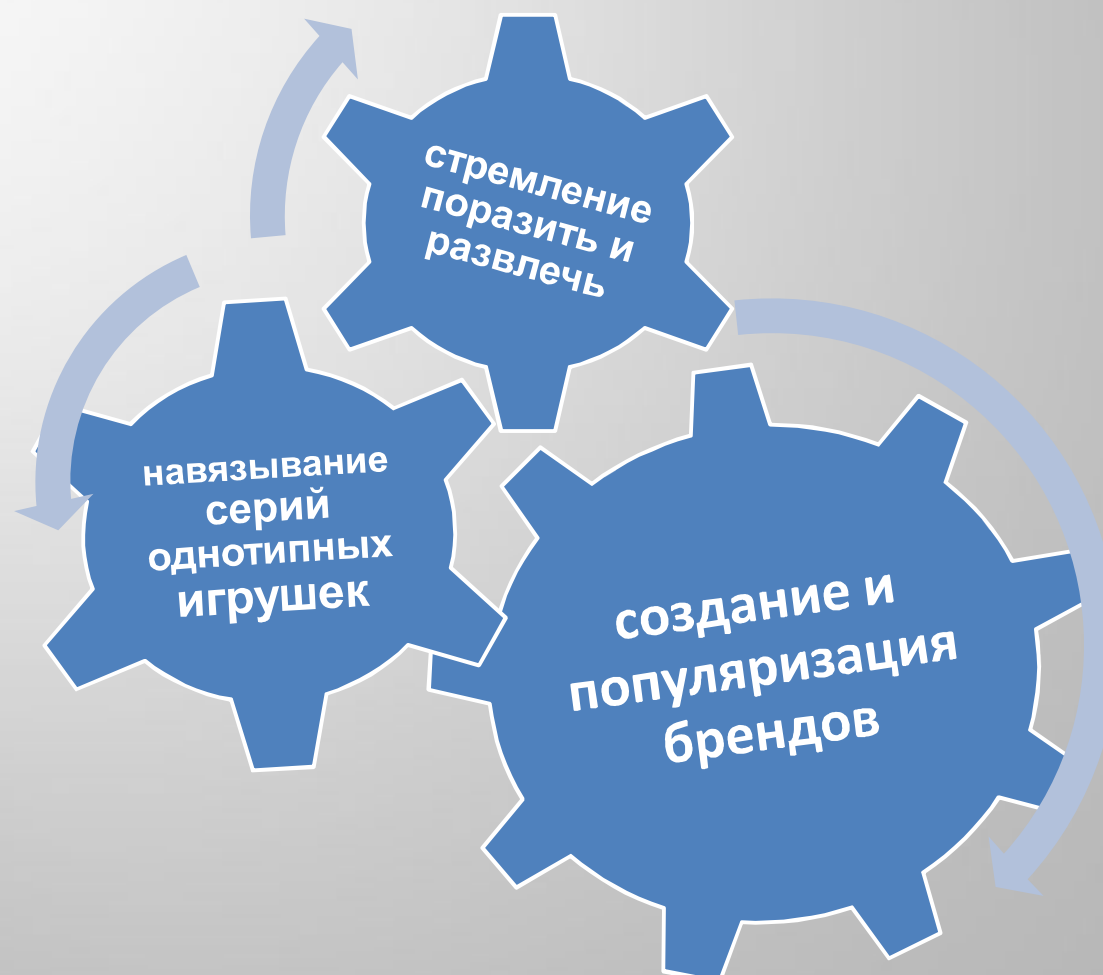 стремление
поразить и
развлечь
навязывание
серий
однотипных
игрушек
создание и
популяризация
брендов